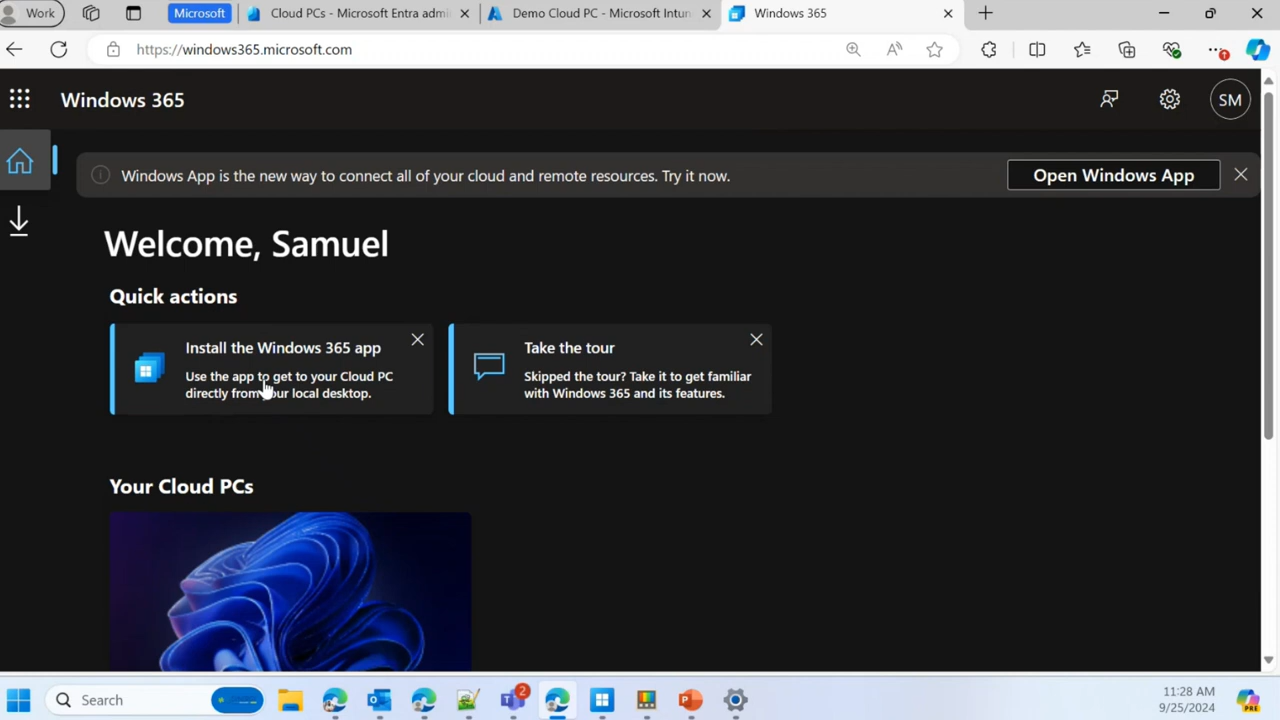 Work
Microsoft
Cloud PCs - Microsoft Entra admi
Demo Cloud PC - Microsoft Intun
Windows 365
https://windows365.microsoft.com
Windows 365
SM
Windows App is the new way to connect all of your cloud and remote resources. Try it now.
Open Windows App
Welcome, Samuel
Quick actions
Install the Windows 365 app
Use the app to get to your Cloud PC
directly from your local desktop.
Take the tour
Skipped the tour? Take it to get familiar
with Windows 365 and its features.
Your Cloud PCs
Search
2
11:28 AM
9/25/2024
PRE